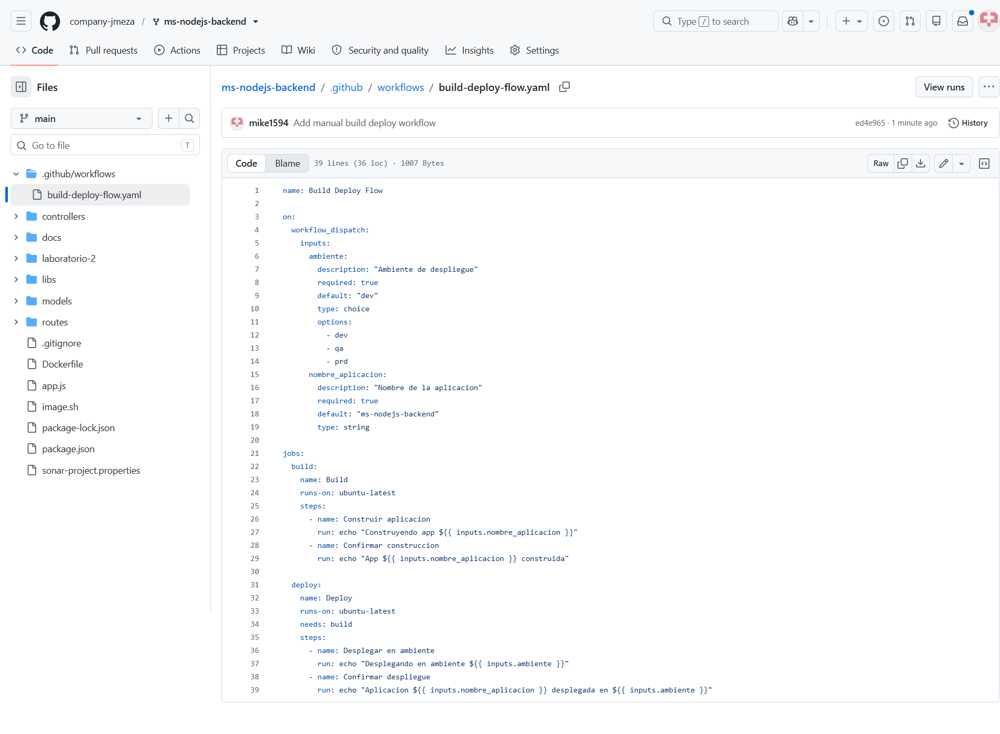 company-jmeza / ms-nodejs-backend
Type / to search
Code
Pull requests
Actions
Projects
Wiki
Security and quality
Insights
Settings
Files
main
Go to file
T
.github/workflows
build-deploy-flow.yaml
controllers
docs
laboratorio-2
libs
models
routes
.gitignore
Dockerfile
app.js
image.sh
package-lock.json
package.json
sonar-project.properties
ms-nodejs-backend / .github / workflows / build-deploy-flow.yaml
View runs
mike1594 Add manual build deploy workflow
ed4e965 · 1 minute ago
History
Code
Blame
39 lines (36 loc) · 1007 Bytes
Raw
1 name: Build Deploy Flow
2
3 on:
4   workflow_dispatch:
5     inputs:
6       ambiente:
7         description: "Ambiente de despliegue"
8         required: true
9         default: "dev"
10         type: choice
11         options:
12           - dev
13           - qa
14           - prd
15       nombre_aplicacion:
16         description: "Nombre de la aplicacion"
17         required: true
18         default: "ms-nodejs-backend"
19         type: string
20
21 jobs:
22   build:
23     name: Build
24     runs-on: ubuntu-latest
25     steps:
26       - name: Construir aplicacion
27         run: echo "Construyendo app ${{ inputs.nombre_aplicacion }}"
28       - name: Confirmar construccion
29         run: echo "App ${{ inputs.nombre_aplicacion }} construida"
30
31   deploy:
32     name: Deploy
33     runs-on: ubuntu-latest
34     needs: build
35     steps:
36       - name: Desplegar en ambiente
37         run: echo "Desplegando en ambiente ${{ inputs.ambiente }}"
38       - name: Confirmar despliegue
39         run: echo "Aplicacion ${{ inputs.nombre_aplicacion }} desplegada en ${{ inputs.ambiente }}"